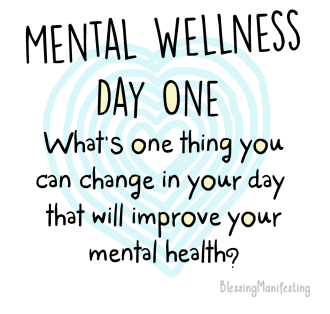 MENTAL WELLNESS
DAY ONE
What's one thing you
can change in your day
that will improve your
mental health?
BlessingManifesting